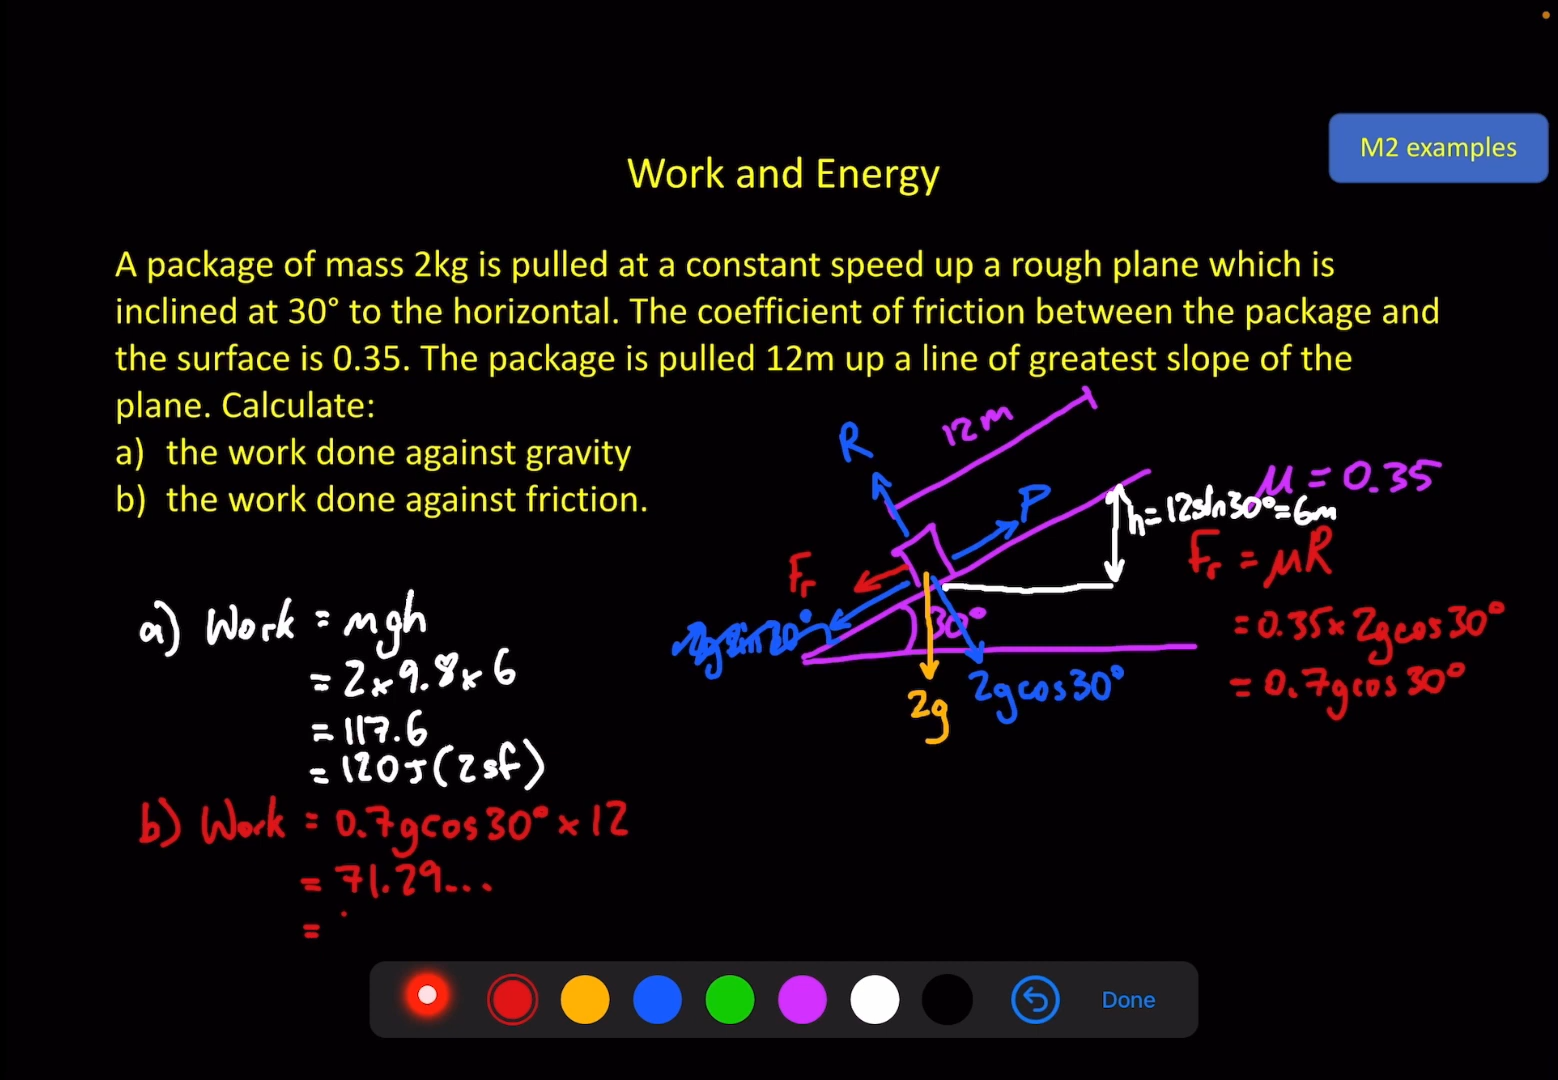 M2 examples
Work and Energy
A package of mass 2kg is pulled at a constant speed up a rough plane which is
inclined at 30° to the horizontal. The coefficient of friction between the package and
the surface is 0.35. The package is pulled 12m up a line of greatest slope of the
plane. Calculate:
a) the work done against gravity
b) the work done against friction.
12m
R
P
μ = 0.35
h=12sin30°=6m
Fr
Fr = μR
= 0.35 x 2gcos30°
= 0.7gcos30°
30°
2gsin30°
2gcos30°
2g
a) Work = mgh
= 2 x 9.8 x 6
= 117.6
= 120J (2sf)
b) Work = 0.7gcos30° x 12
= 71.29...
=
Done